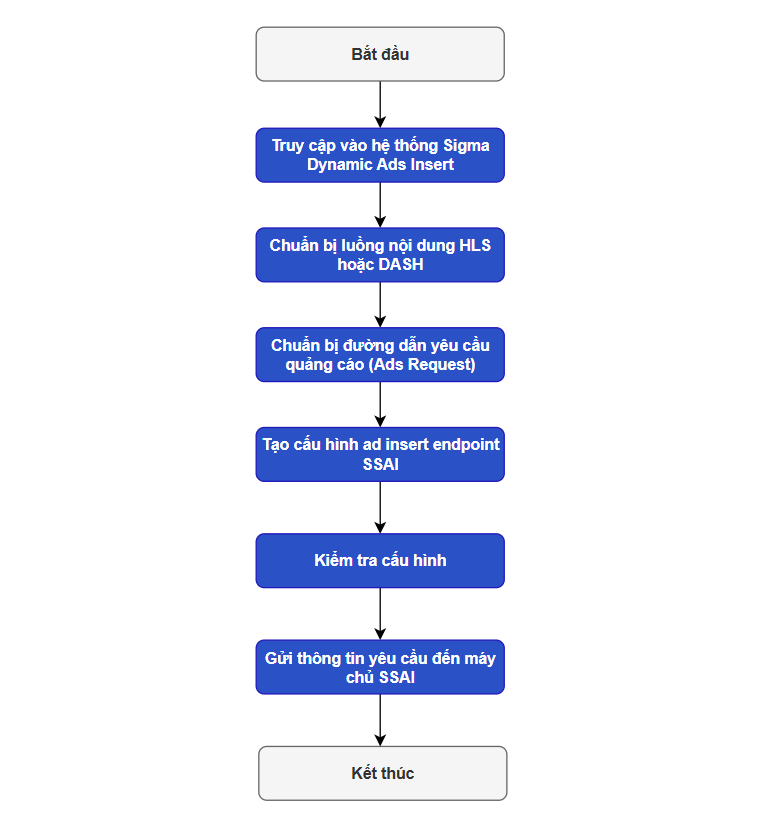 Bắt đầu
Truy cập vào hệ thống Sigma
Dynamic Ads Insert
Chuẩn bị luồng nội dung HLS
hoặc DASH
Chuẩn bị đường dẫn yêu cầu
quảng cáo (Ads Request)
Tạo cấu hình ad insert endpoint
SSAI
Kiểm tra cấu hình
Gửi thông tin yêu cầu đến máy
chủ SSAI
Kết thúc